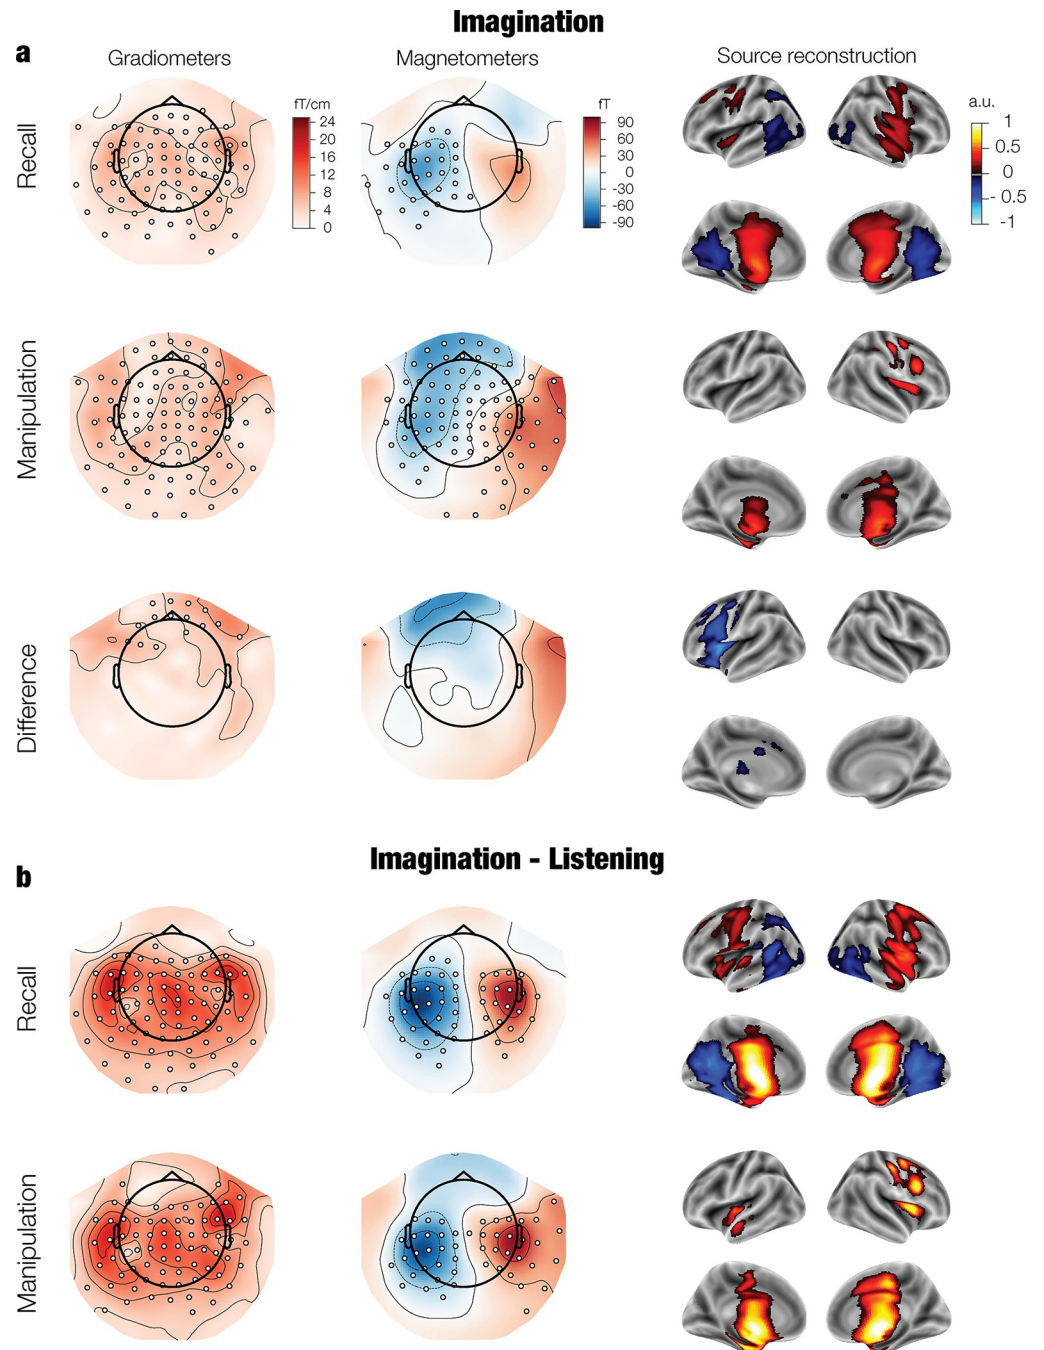 Imagination
a
Gradiometers
Magnetometers
Source reconstruction
Recall
fT/cm
24
20
16
12
8
4
0
fT
90
60
30
0
-30
-60
-90
a.u.
1
0.5
0
- 0.5
-1
Manipulation
Difference
Imagination - Listening
b
Recall
Manipulation